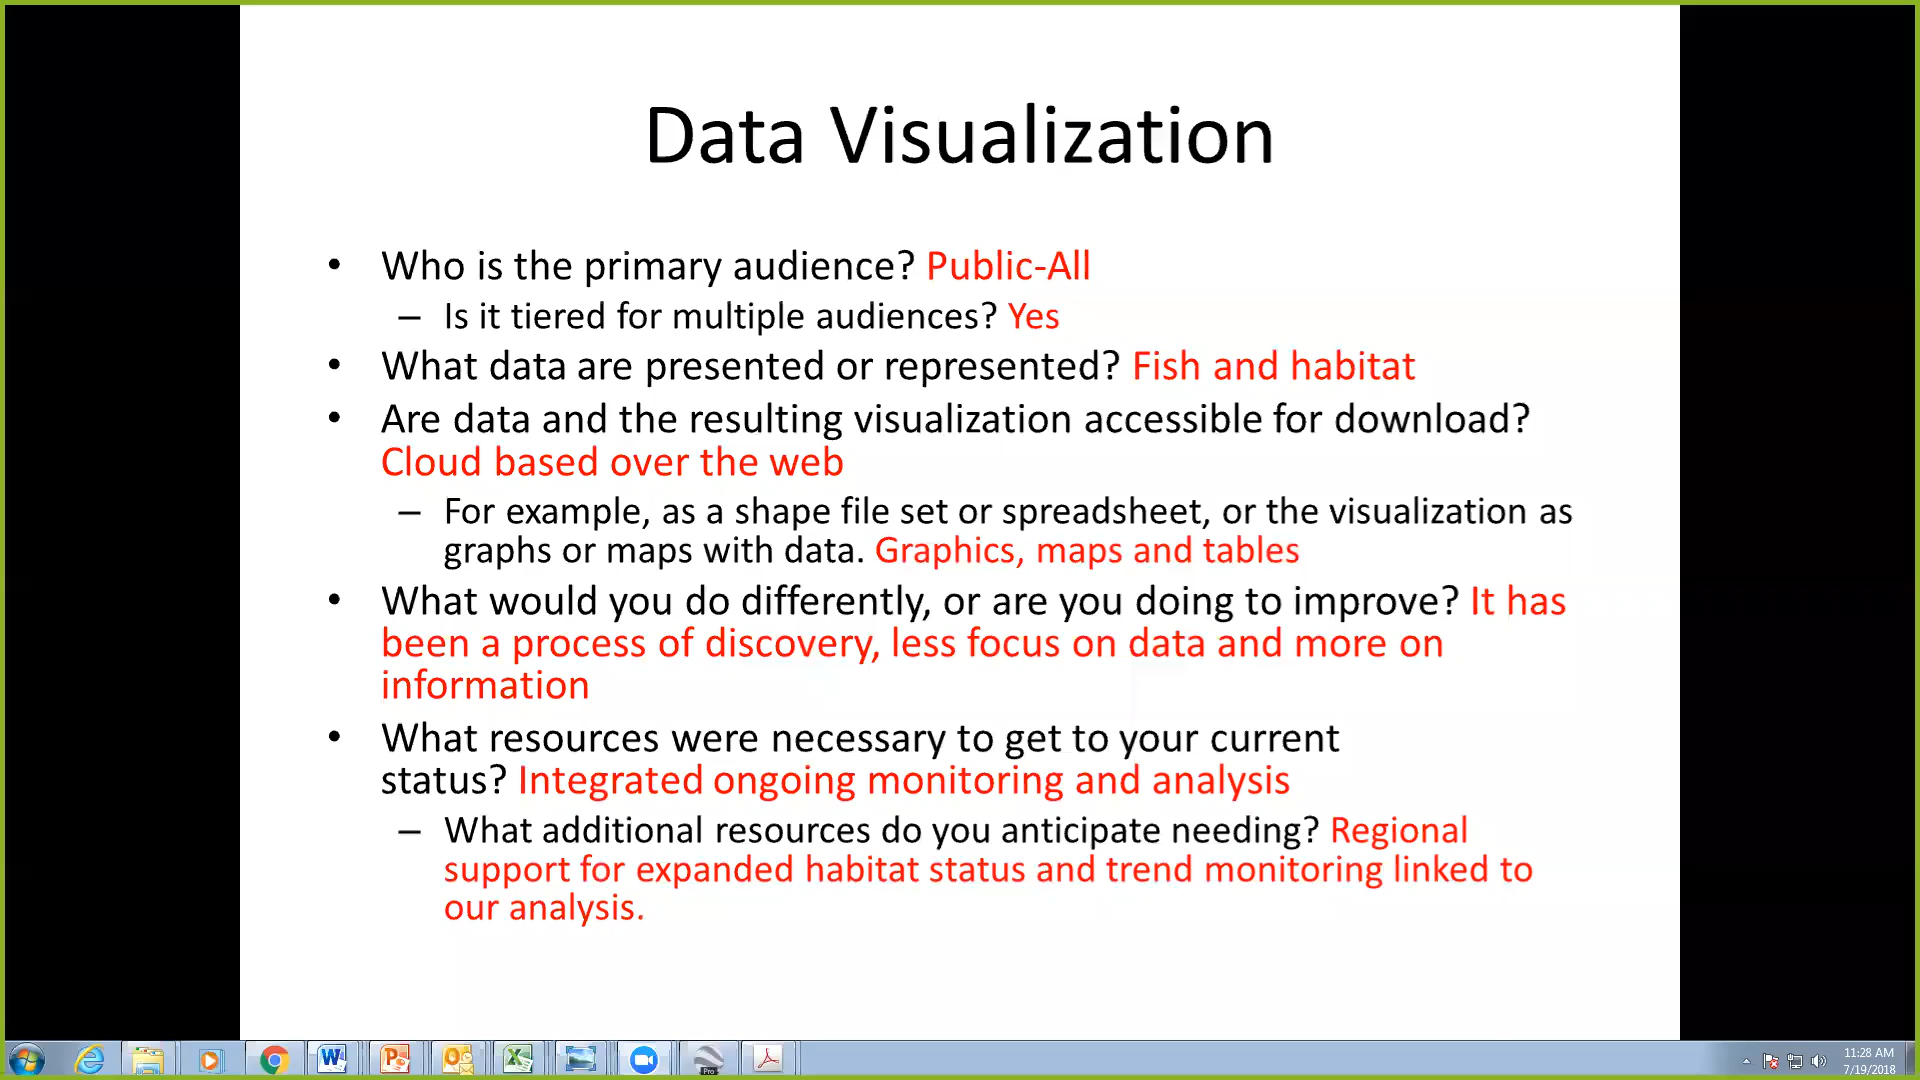 Data Visualization
• Who is the primary audience? Public-All
– Is it tiered for multiple audiences? Yes
• What data are presented or represented? Fish and habitat
• Are data and the resulting visualization accessible for download?
Cloud based over the web
– For example, as a shape file set or spreadsheet, or the visualization as
graphs or maps with data. Graphics, maps and tables
• What would you do differently, or are you doing to improve? It has
been a process of discovery, less focus on data and more on
information
• What resources were necessary to get to your current
status? Integrated ongoing monitoring and analysis
– What additional resources do you anticipate needing? Regional
support for expanded habitat status and trend monitoring linked to
our analysis.
Pro
11:28 AM
7/19/2018